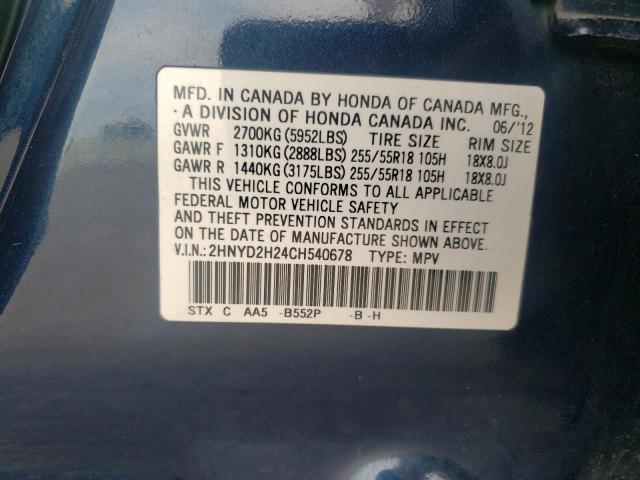 MFD. IN CANADA BY HONDA OF CANADA MFG.,
A DIVISION OF HONDA CANADA INC. 06/'12
GVWR 2700KG(5952LBS) TIRE SIZE RIM SIZE
GAWR F 1310KG(2888LBS) 255/55R18 105H 18X8.0J
GAWR R 1440KG(3175LBS) 255/55R18 105H 18X8.0J
THIS VEHICLE CONFORMS TO ALL APPLICABLE
FEDERAL MOTOR VEHICLE SAFETY
AND THEFT PREVENTION STANDARDS IN EFFECT
ON THE DATE OF MANUFACTURE SHOWN ABOVE.
V.I.N.:2HNYD2H24CH540678 TYPE: MPV
STX C AA5 -B552P -B -H